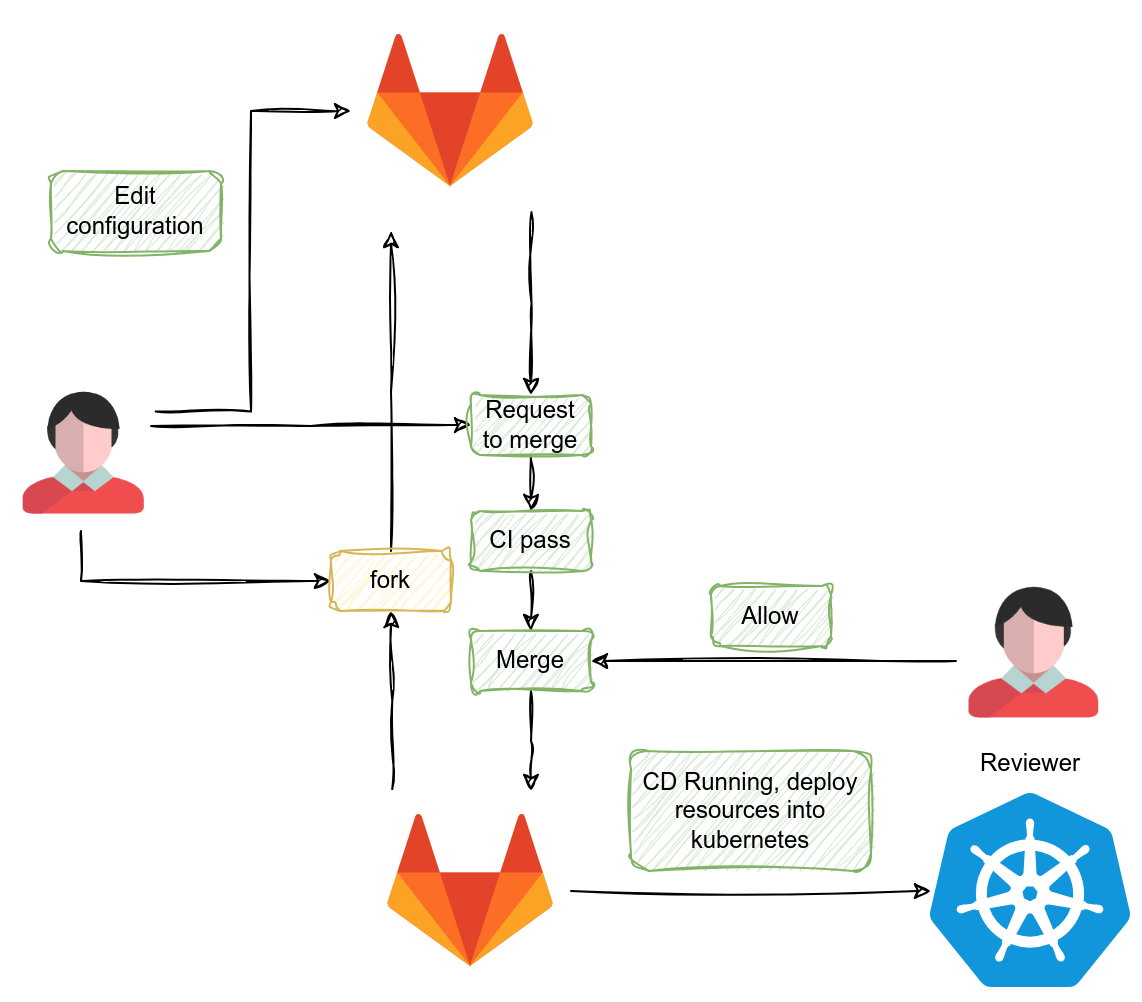 Edit
configuration
Request
to merge
CI pass
fork
Allow
Merge
Reviewer
CD Running, deploy
resources into
kubernetes